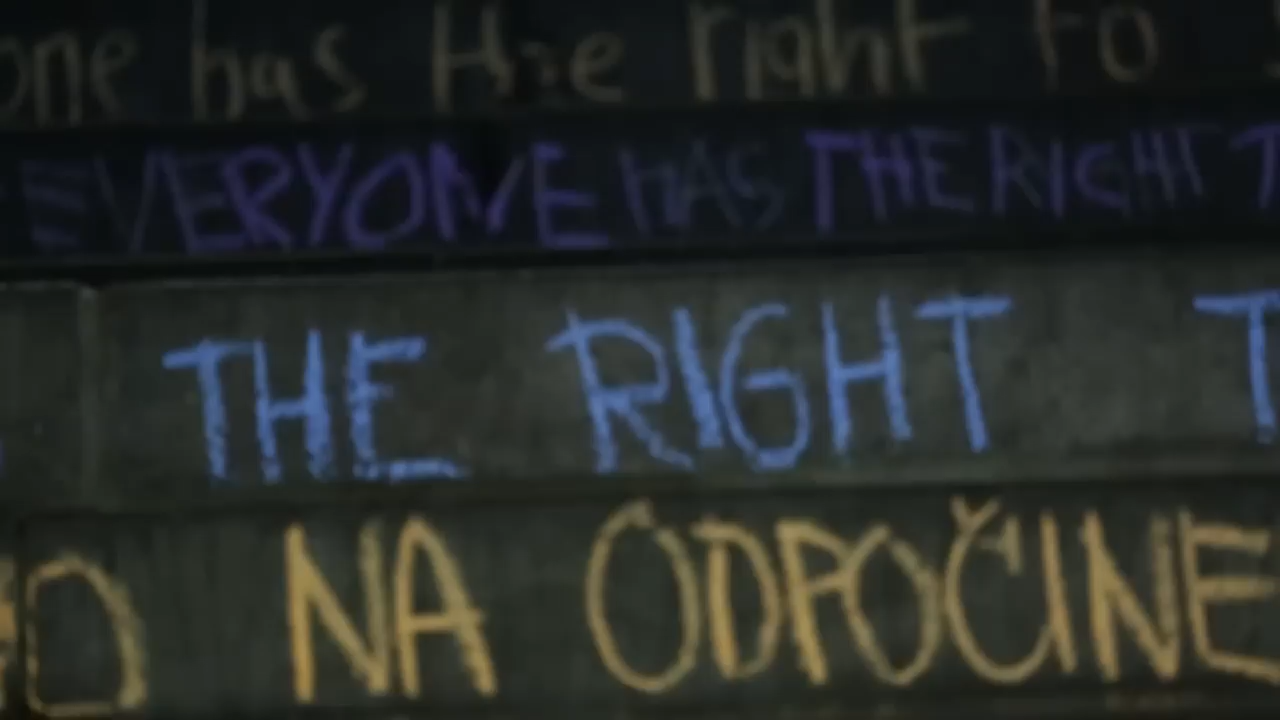 one has the right to
EVERYONE HAS THE RIGHT T
THE RIGHT T
O NA ODPOČINE